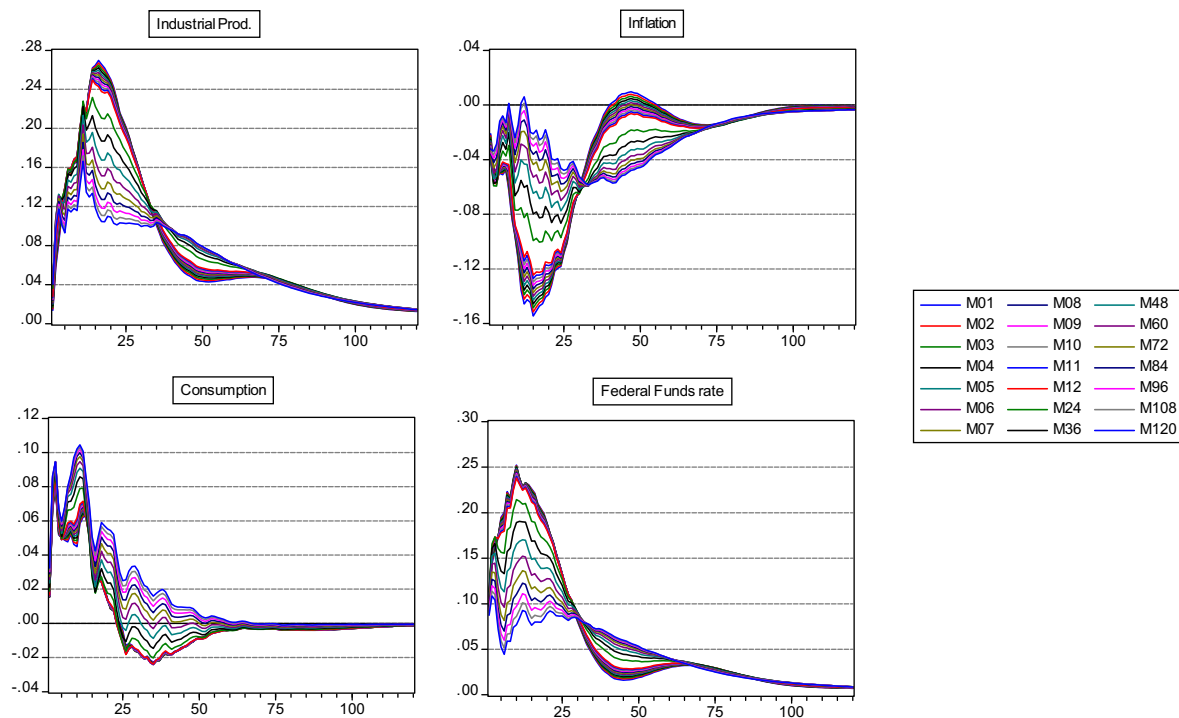 Industrial Prod.
.28
.24
.20
.16
.12
.08
.04
.00
25 50 75 100
Inflation
.04
.00
-.04
-.08
-.12
-.16
25 50 75 100
Consumption
.12
.10
.08
.06
.04
.02
.00
-.02
-.04
25 50 75 100
Federal Funds rate
.30
.25
.20
.15
.10
.05
.00
25 50 75 100
M01 M08 M48
M02 M09 M60
M03 M10 M72
M04 M11 M84
M05 M12 M96
M06 M24 M108
M07 M36 M120